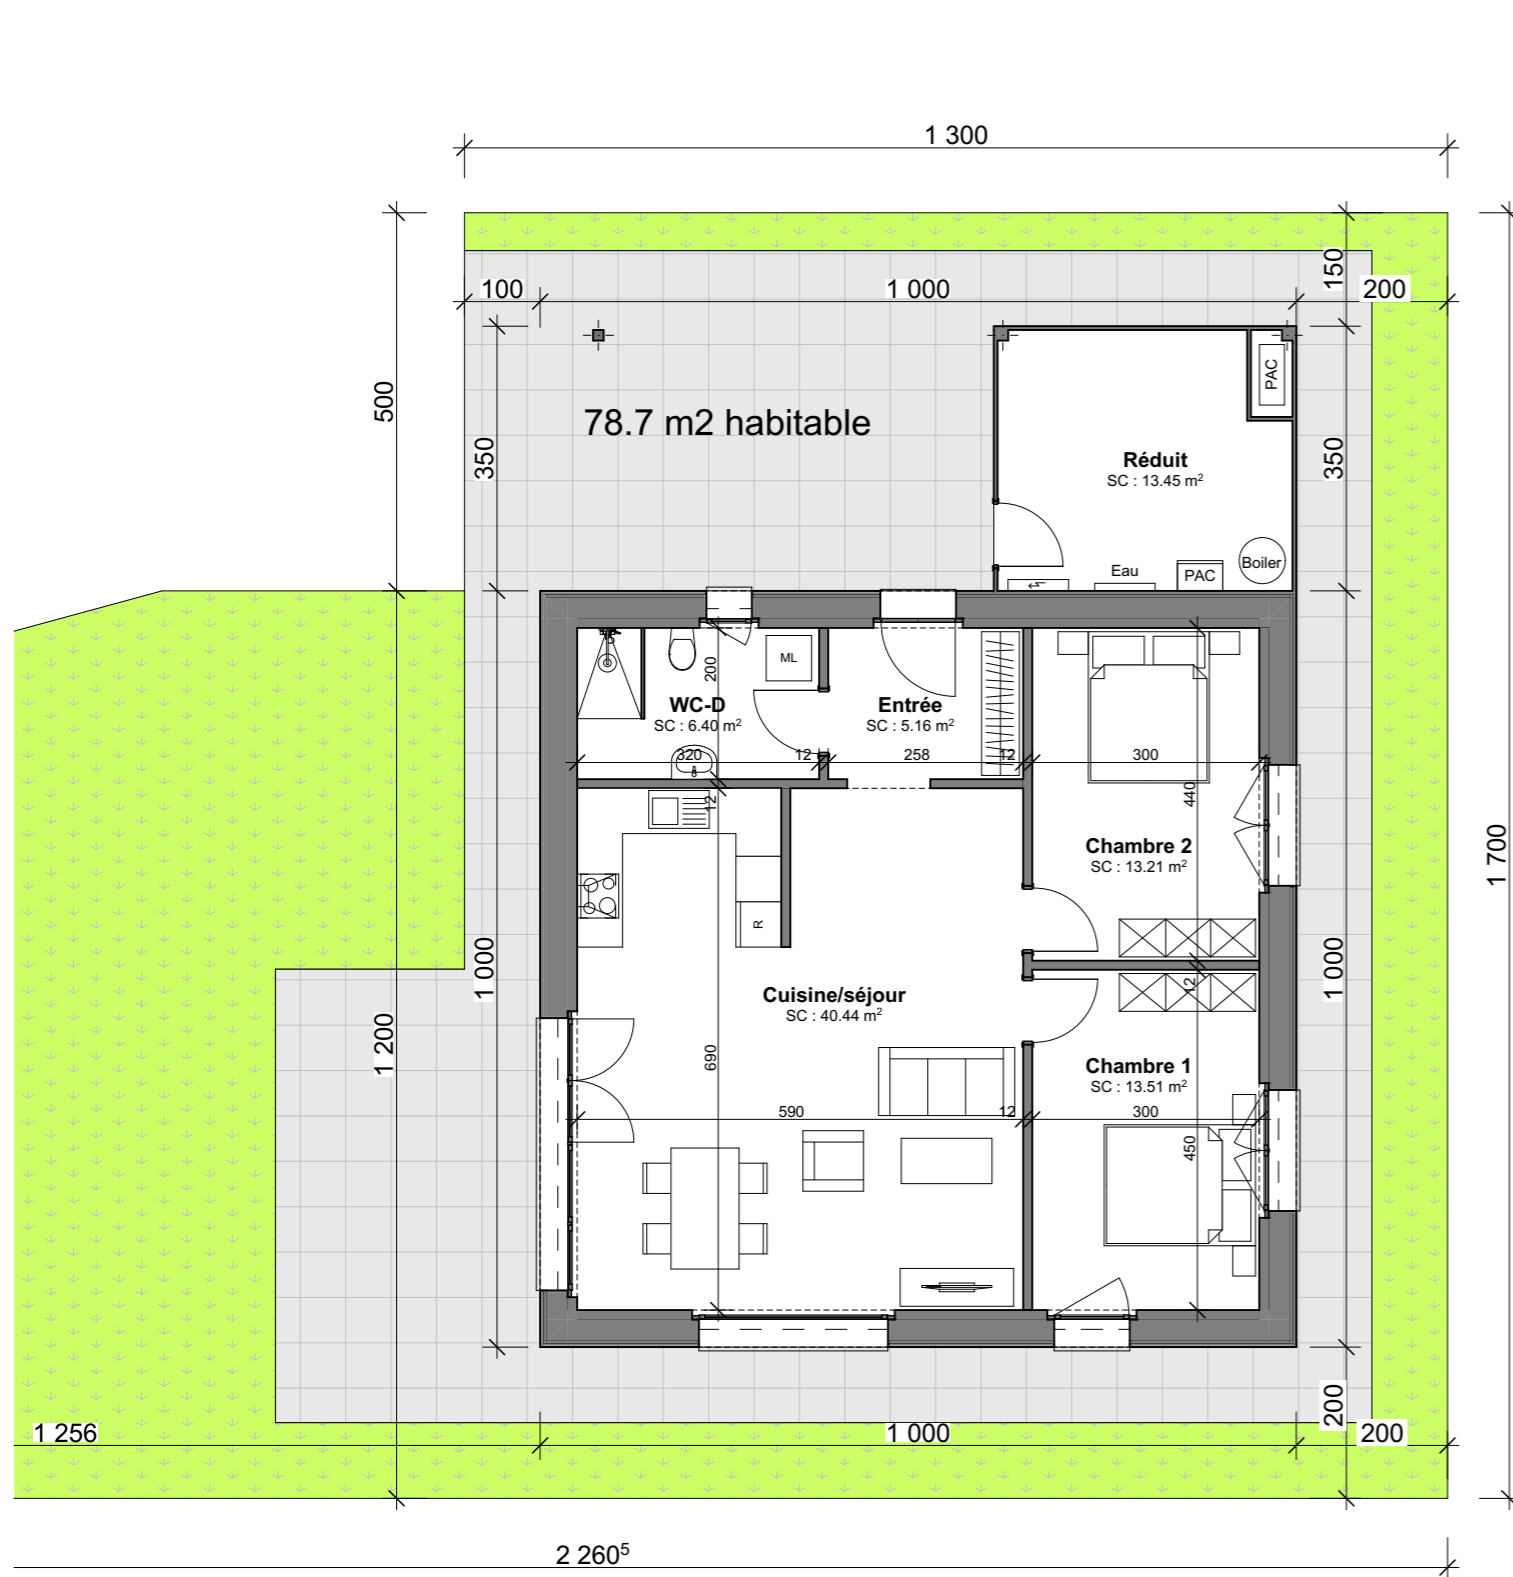 1 300
100
1 000
200
150
500
350
350
78.7 m2 habitable
PAC
Réduit
SC : 13.45 m²
Eau
PAC
Boiler
ML
200
WC-D
SC : 6.40 m²
Entrée
SC : 5.16 m²
320
12
258
12
300
12
440
Chambre 2
SC : 13.21 m²
R
1 700
1 000
1 000
1 200
12
Cuisine/séjour
SC : 40.44 m²
690
Chambre 1
SC : 13.51 m²
590
12
300
450
200
1 256
1 000
200
2 260⁵